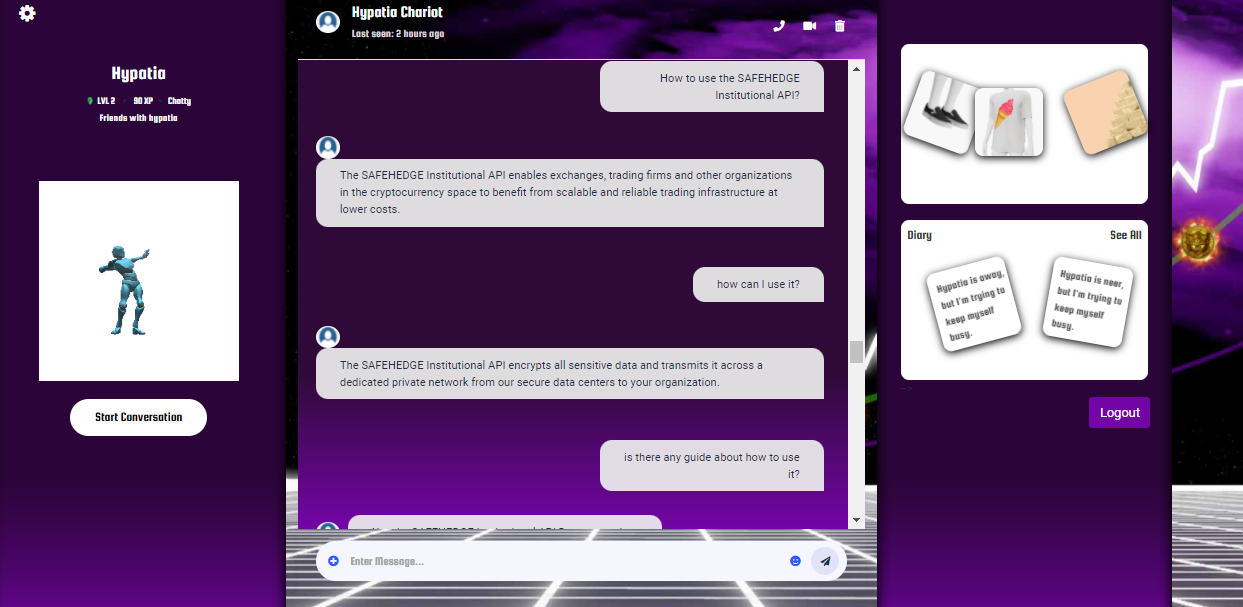 Hypatia
LVL 2 90 XP Chatty
Friends with hypatia
Start Conversation
Hypatia Chariot
Last seen: 2 hours ago
How to use the SAFEHEDGE
Institutional API?
The SAFEHEDGE Institutional API enables exchanges, trading firms and other organizations
in the cryptocurrency space to benefit from scalable and reliable trading infrastructure at
lower costs.
how can I use it?
The SAFEHEDGE Institutional API encrypts all sensitive data and transmits it across a
dedicated private network from our secure data centers to your organization.
is there any guide about how to use
it?
Enter Message...
Diary See All
Hypatia is away,
but I'm trying to
keep myself
busy.
Hypatia is neer,
but I'm trying to
keep myself
busy.
-->
Logout